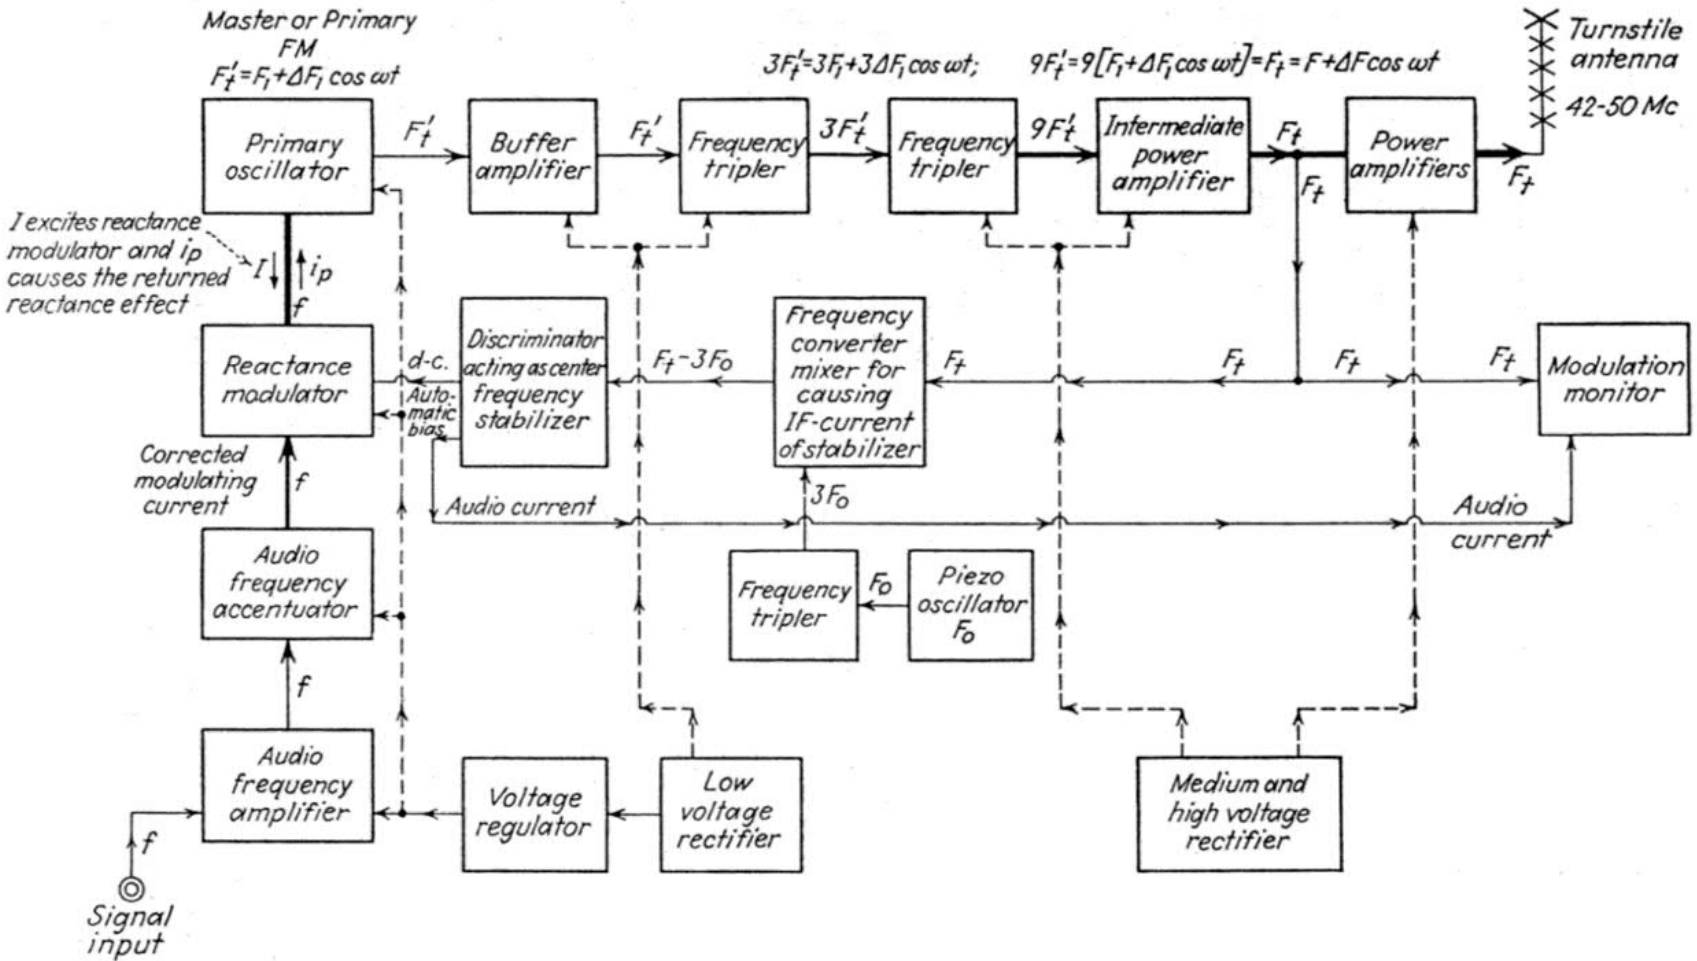 Master or Primary
FM
F't = F1 + ΔF1 cos ωt
3F't = 3F1 + 3ΔF1 cos ωt;
9F't = 9[F1 + ΔF1 cos ωt] = Ft = F + ΔF cos ωt
Turnstile
antenna
42-50 Mc
Primary
oscillator
F't
Buffer
amplifier
F't
Frequency
tripler
3F't
Frequency
tripler
9F't
Intermediate
power
amplifier
Ft
Ft
Power
amplifiers
Ft
I excites reactance
modulator and ip
causes the returned
reactance effect
I
ip
f
Reactance
modulator
d-c.
Auto-
matic
bias
Discriminator
acting as center
frequency
stabilizer
Ft - 3F0
Frequency
converter
mixer for
causing
IF-current
of stabilizer
Ft
Ft
Ft
Ft
Modulation
monitor
Corrected
modulating
current
f
Audio current
3F0
Audio
current
Audio
frequency
accentuator
Frequency
tripler
F0
Piezo
oscillator
F0
f
Audio
frequency
amplifier
Voltage
regulator
Low
voltage
rectifier
Medium and
high voltage
rectifier
f
Signal
input